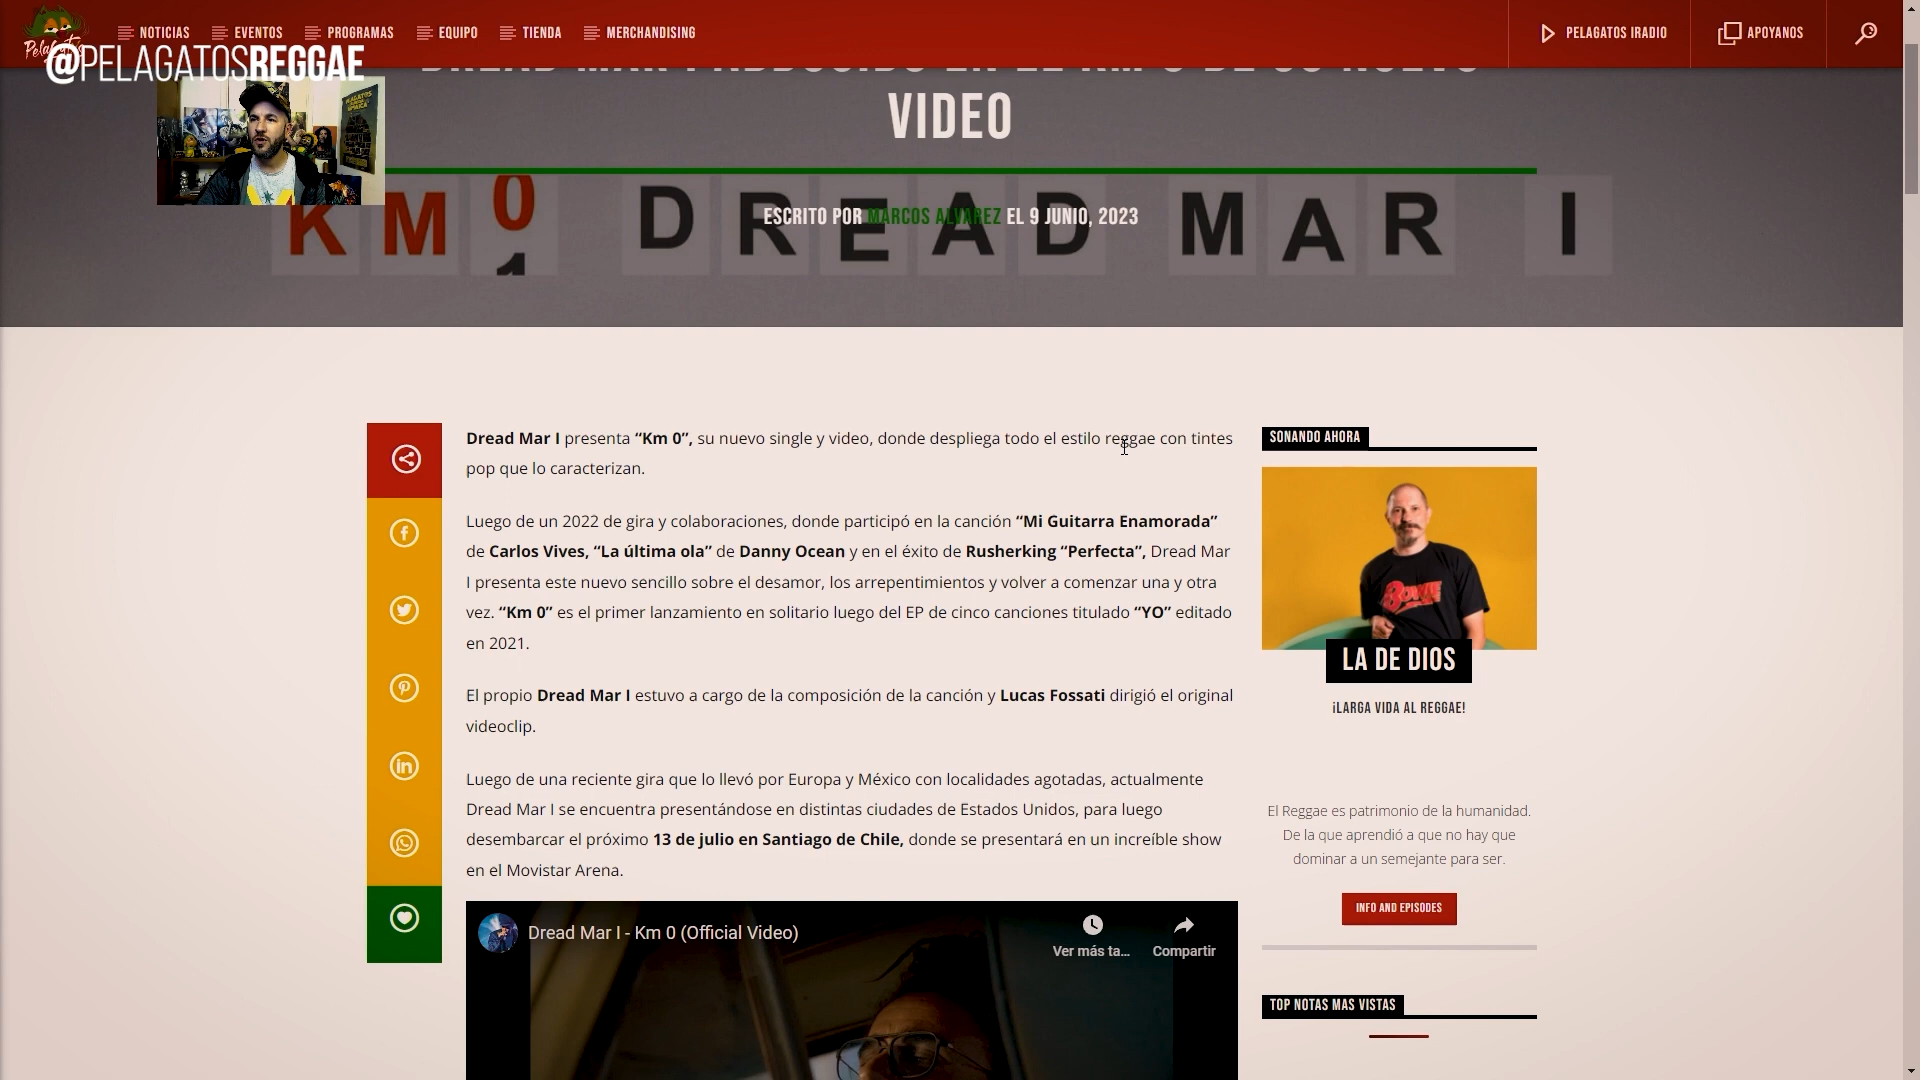 NOTICIAS EVENTOS PROGRAMAS EQUIPO TIENDA MERCHANDISING PELAGATOS IRADIO APOYANOS
@PELAGATOSREGGAE
VIDEO
KM 0 DREAD MAR I
ESCRITO POR MARCOS ALVAREZ EL 9 JUNIO, 2023
Dread Mar I presenta “Km 0”, su nuevo single y video, donde despliega todo el estilo reggae con tintes
pop que lo caracterizan.
Luego de un 2022 de gira y colaboraciones, donde participó en la canción “Mi Guitarra Enamorada”
de Carlos Vives, “La última ola” de Danny Ocean y en el éxito de Rusherking “Perfecta”, Dread Mar
I presenta este nuevo sencillo sobre el desamor, los arrepentimientos y volver a comenzar una y otra
vez. “Km 0” es el primer lanzamiento en solitario luego del EP de cinco canciones titulado “YO” editado
en 2021.
El propio Dread Mar I estuvo a cargo de la composición de la canción y Lucas Fossati dirigió el original
videoclip.
Luego de una reciente gira que lo llevó por Europa y México con localidades agotadas, actualmente
Dread Mar I se encuentra presentándose en distintas ciudades de Estados Unidos, para luego
desembarcar el próximo 13 de julio en Santiago de Chile, donde se presentará en un increíble show
en el Movistar Arena.
Dread Mar I - Km 0 (Official Video)
Ver más ta... Compartir
SONANDO AHORA
LA DE DIOS
¡LARGA VIDA AL REGGAE!
El Reggae es patrimonio de la humanidad.
De la que aprendió a que no hay que
dominar a un semejante para ser.
INFO AND EPISODES
TOP NOTAS MAS VISTAS